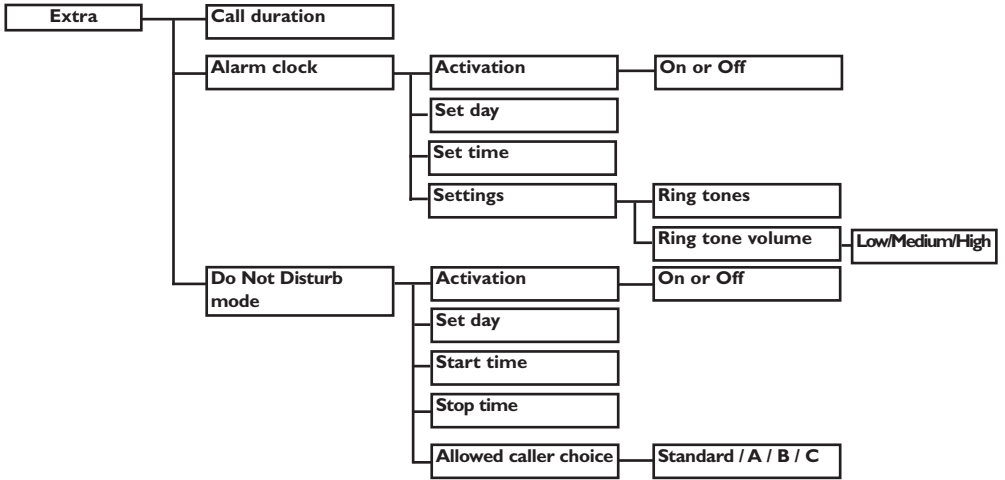 Extra
Call duration
Alarm clock
Activation
On or Off
Set day
Set time
Settings
Ring tones
Ring tone volume
Low/Medium/High
Do Not Disturb
mode
Activation
On or Off
Set day
Start time
Stop time
Allowed caller choice
Standard / A / B / C